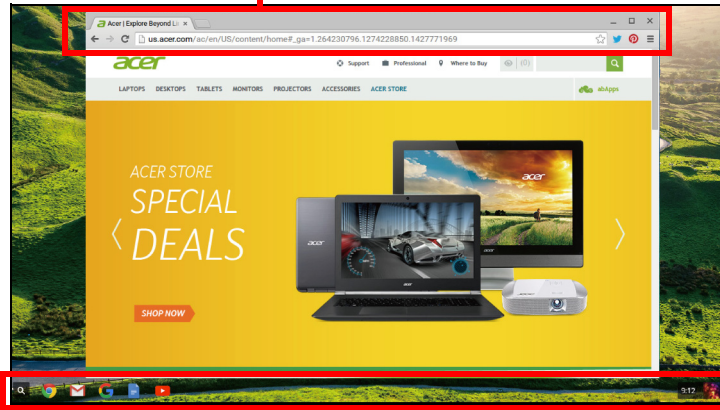 Acer | Explore Beyond Li
us.acer.com/ac/en/US/content/home#_ga=1.264230796.1274228850.1427771969
acer
Support Professional Where to Buy (0)
LAPTOPS DESKTOPS TABLETS MONITORS PROJECTORS ACCESSORIES ACER STORE abApps
ACER STORE
SPECIAL
DEALS
acer
acer
acer
SHOP NOW
9:12